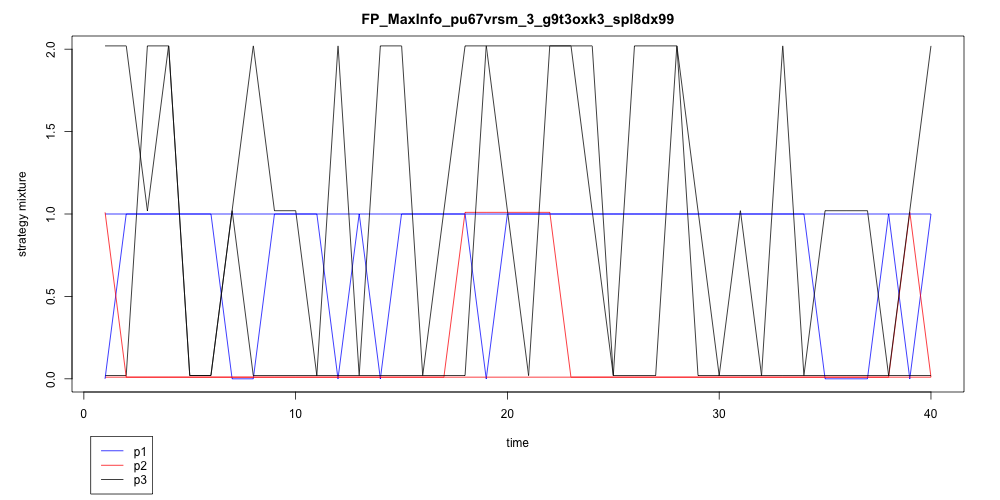 FP_MaxInfo_pu67vrsm_3_g9t3oxk3_spl8dx99
strategy mixture
2.0
1.5
1.0
0.5
0.0
0 10 20 30 40
time
p1
p2
p3